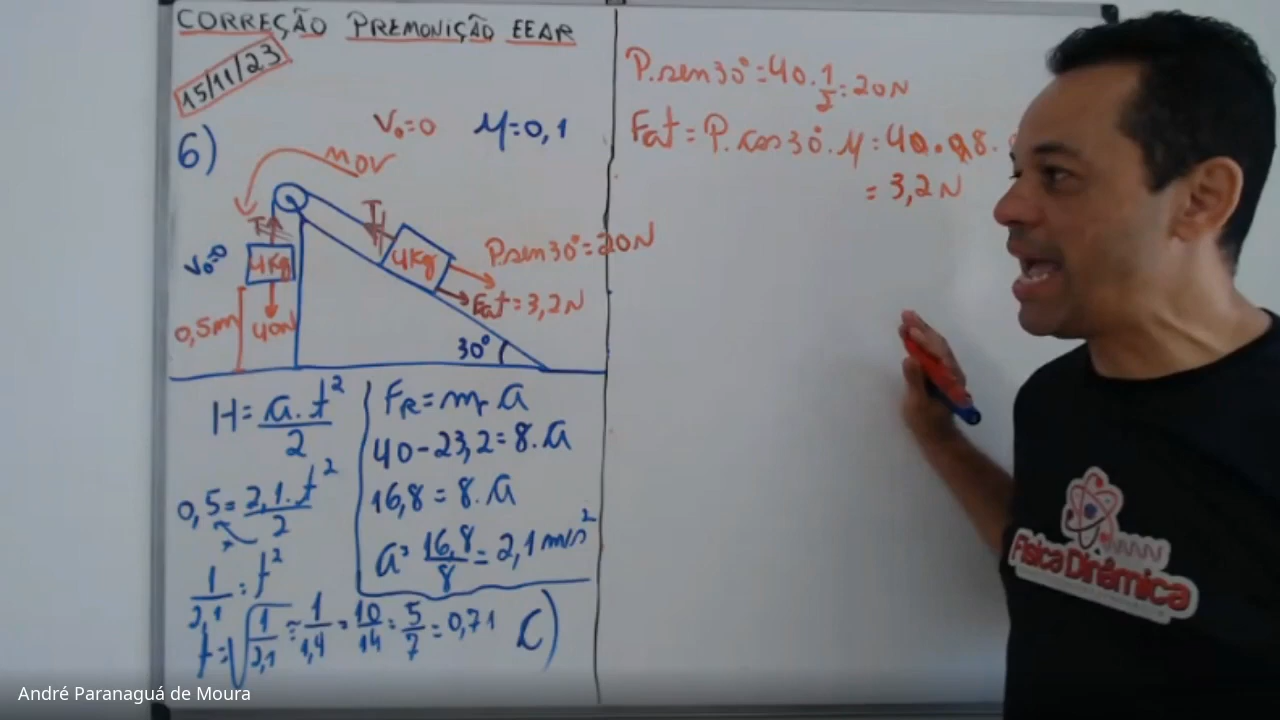 CORREÇÃO PREMONIÇÃO EEAR
15/11/23
6)
V₀=0 μ=0,1
MOV
T
T
V₀=0
4Kg
4Kg
P.sen30°=20N
Fat=3,2N
0,5m
40N
30°
H=a.t²/2
0,5=2,1.t²/2
1/2,1=t²
t=√1/2,1=1/1,4=10/14=5/7=0,71 C)
FR=m.a
40-23,2=8.a
16,8=8.a
a=16,8/8=2,1m/s²
P.sen30°=40.1/2=20N
Fat=P.cos30°.μ=40.0,8.
=3,2N
Física Dinâmica
André Paranaguá de Moura